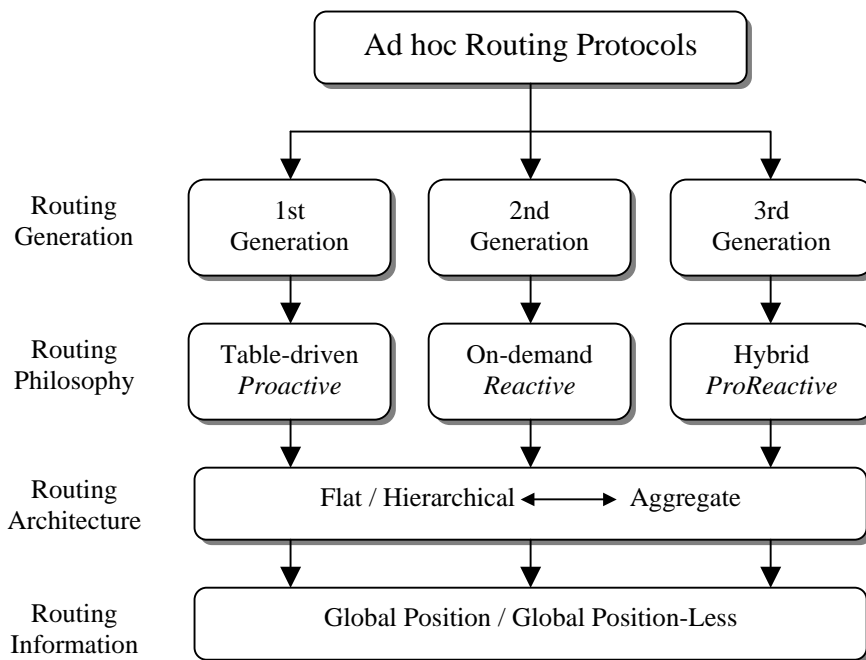 Ad hoc Routing Protocols
Routing
Generation
1st
Generation
2nd
Generation
3rd
Generation
Routing
Philosophy
Table-driven
Proactive
On-demand
Reactive
Hybrid
ProReactive
Routing
Architecture
Flat / Hierarchical Aggregate
Routing
Information
Global Position / Global Position-Less